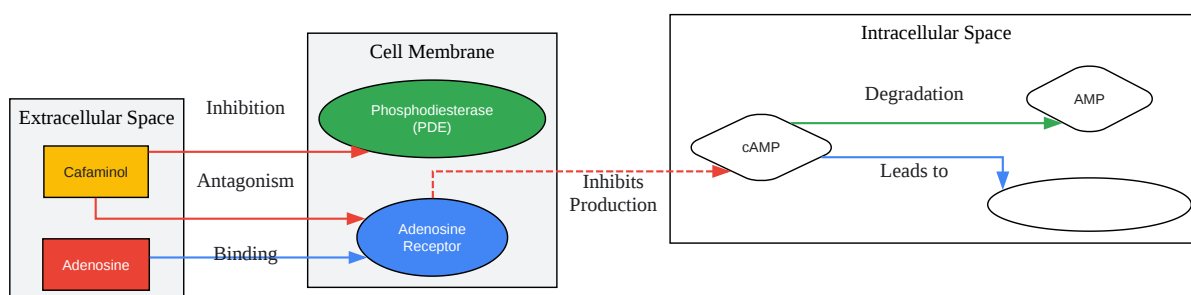 Extracellular Space
Cafaminol
Adenosine
Inhibition
Antagonism
Binding
Cell Membrane
Phosphodiesterase
(PDE)
Adenosine
Receptor
Inhibits
Production
Intracellular Space
cAMP
Degradation
Leads to
AMP